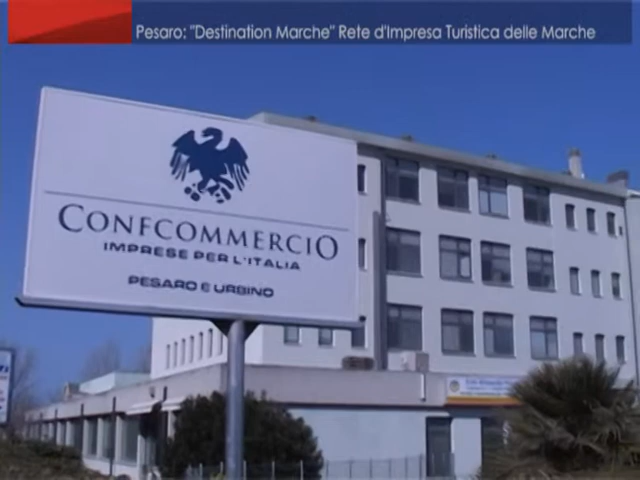 Pesaro: "Destination Marche" Rete d'Impresa Turistica delle Marche
CONFCOMMERCIO
IMPRESE PER L'ITALIA
PESARO E URBINO